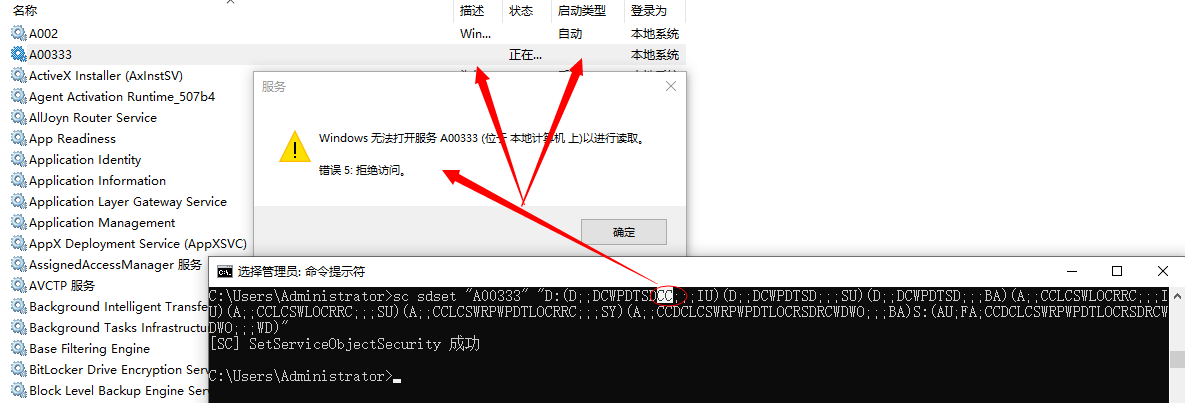 名称 描述 状态 启动类型 登录为
A002 Win... 自动 本地系统
A00333 正在... 本地系统
ActiveX Installer (AxInstSV)
Agent Activation Runtime_507b4
AllJoyn Router Service
App Readiness
Application Identity
Application Information
Application Layer Gateway Service
Application Management
AppX Deployment Service (AppXSVC)
AssignedAccessManager 服务
AVCTP 服务
Background Intelligent Transfe
Background Tasks Infrastructu
Base Filtering Engine
BitLocker Drive Encryption Serv
Block Level Backup Engine Ser
服务
Windows 无法打开服务 A00333 (位于 本地计算机 上)以进行读取。
错误 5: 拒绝访问。
确定
选择管理员: 命令提示符
C:\Users\Administrator>sc sdset "A00333" "D:(D;;DCWPDTSDCC;;;IU)(D;;DCWPDTSD;;;SU)(D;;DCWPDTSD;;;BA)(A;;CCLCSWLOCRRC;;;I
U)(A;;CCLCSWLOCRRC;;;SU)(A;;CCLCSWRPWPDTLOCRRC;;;SY)(A;;CCDCLCSWRPWPDTLOCRSDRCWDWO;;;BA)S:(AU;FA;CCDCLCSWRPWPDTLOCRSDRCW
DWO;;;WD)"
[SC] SetServiceObjectSecurity 成功
C:\Users\Administrator>